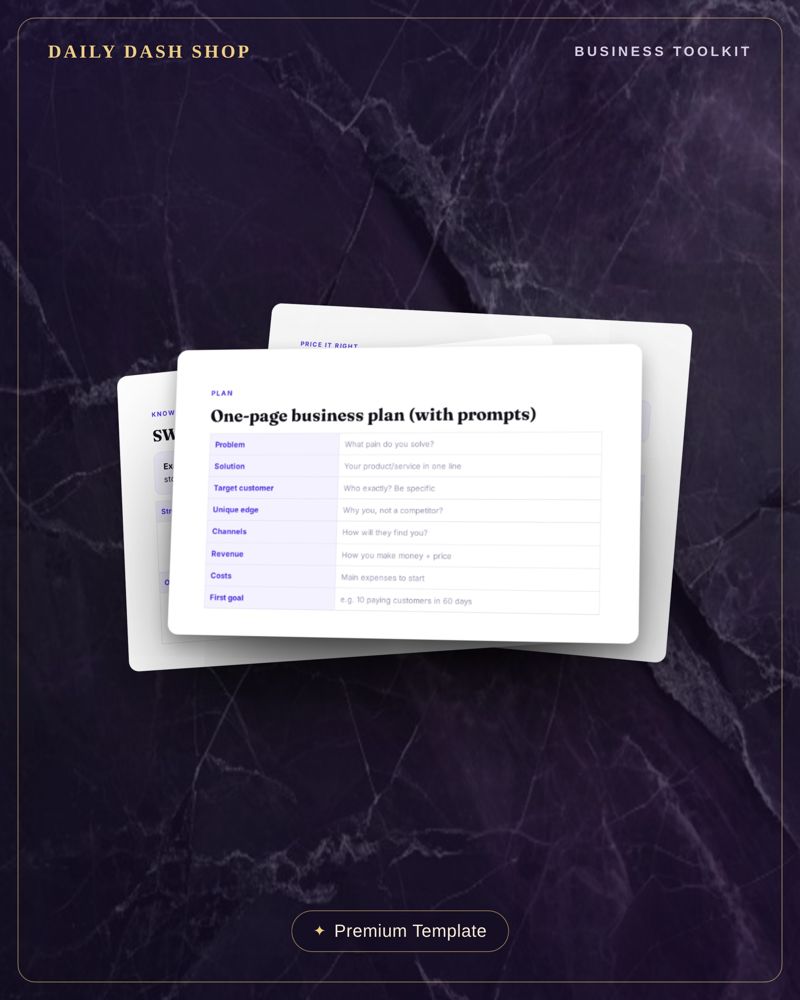 DAILY DASH SHOP
BUSINESS TOOLKIT
PRICE IT RIGHT
PLAN
One-page business plan (with prompts)
Problem What pain do you solve?
Solution Your product/service in one line
Target customer Who exactly? Be specific
Unique edge Why you, not a competitor?
Channels How will they find you?
Revenue How you make money + price
Costs Main expenses to start
First goal e.g. 10 paying customers in 60 days
KNOW
SW
✦ Premium Template